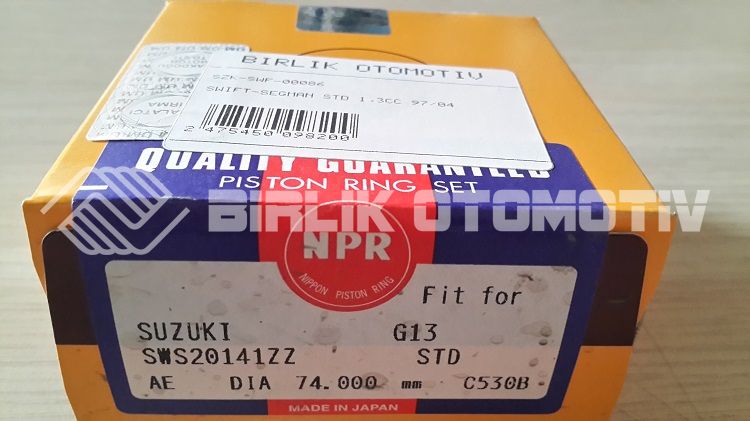 BIRLIK OTOMOTIV
SZK-SWF-00086
SWIFT-SEGMAN STD 1.3CC 97/04
2 475450 098200
QUALITY GUARANTEED
PISTON RING SET
BIRLIK OTOMOTIV
NPR
NIPPON PISTON RING
Fit for
SUZUKI G13
SWS20141ZZ STD
AE DIA 74.000 mm C530B
MADE IN JAPAN